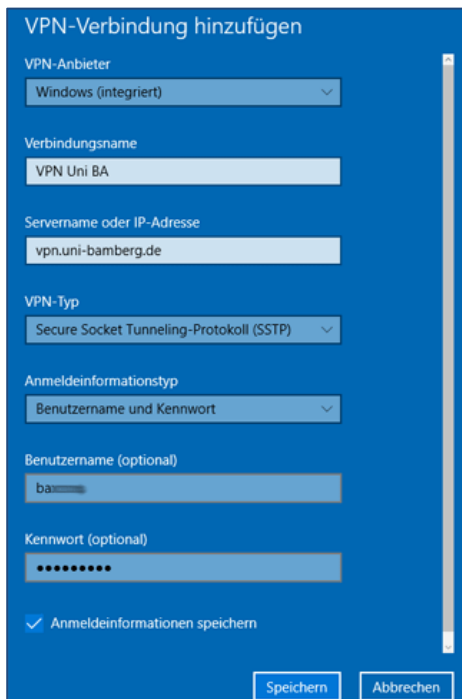 VPN-Verbindung hinzufügen
VPN-Anbieter
Windows (integriert)
Verbindungsname
VPN Uni BA
Servername oder IP-Adresse
vpn.uni-bamberg.de
VPN-Typ
Secure Socket Tunneling-Protokoll (SSTP)
Anmeldeinformationstyp
Benutzername und Kennwort
Benutzername (optional)
ba
Kennwort (optional)
●●●●●●●●●
Anmeldeinformationen speichern
Speichern Abbrechen